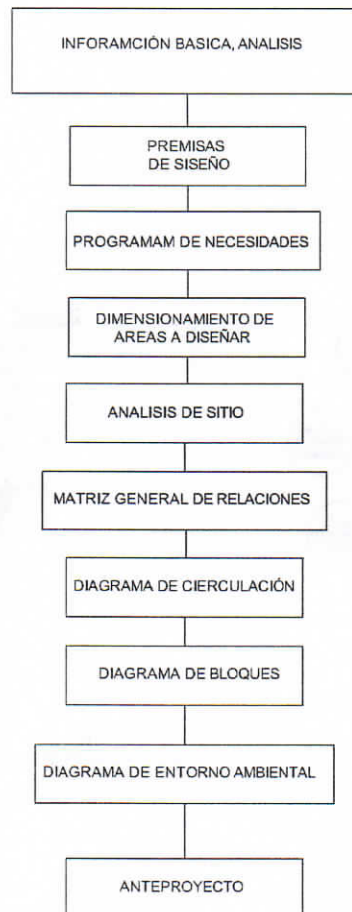 INFORAMCIÓN BASICA, ANALISIS
PREMISAS
DE SISEÑO
PROGRAMAM DE NECESIDADES
DIMENSIONAMIENTO DE
AREAS A DISEÑAR
ANALISIS DE SITIO
MATRIZ GENERAL DE RELACIONES
DIAGRAMA DE CIERCULACIÓN
DIAGRAMA DE BLOQUES
DIAGRAMA DE ENTORNO AMBIENTAL
ANTEPROYECTO